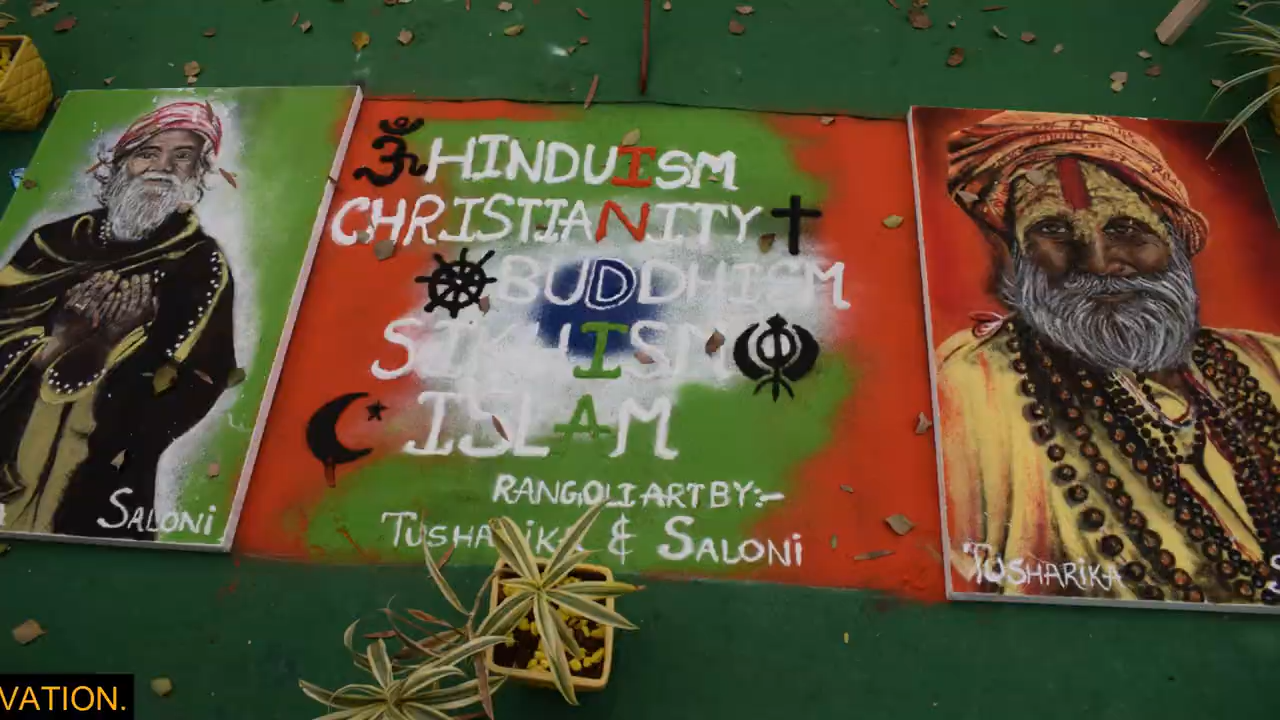 HINDUISM
CHRISTIANITY
BUDDHISM
SIKHISM
ISLAM
RANGOLI ART BY:-
TUSHARIKA & SALONi
SALONi
TUSHARiKA
VATION.